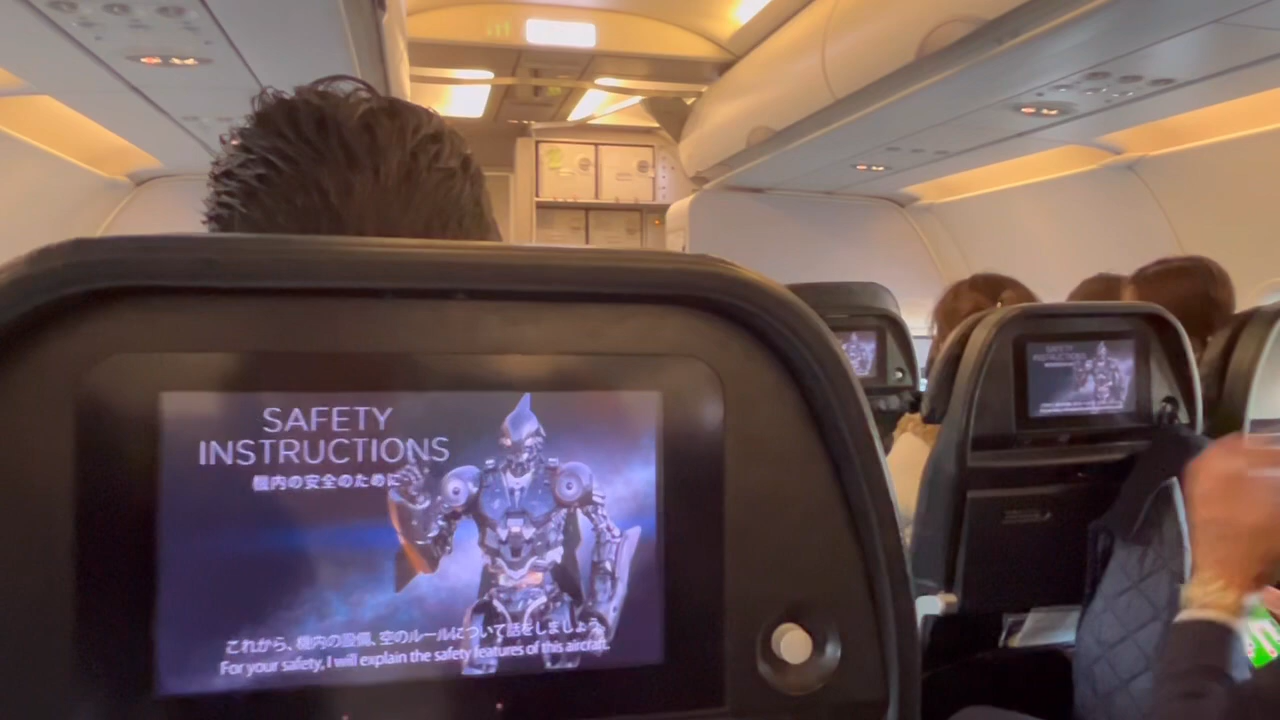 SAFETY
INSTRUCTIONS
機内の安全のために
これから、機内の設備、空のルールについて話をしましょう。
For your safety, I will explain the safety features of this aircraft.
SAFETY
INSTRUCTIONS